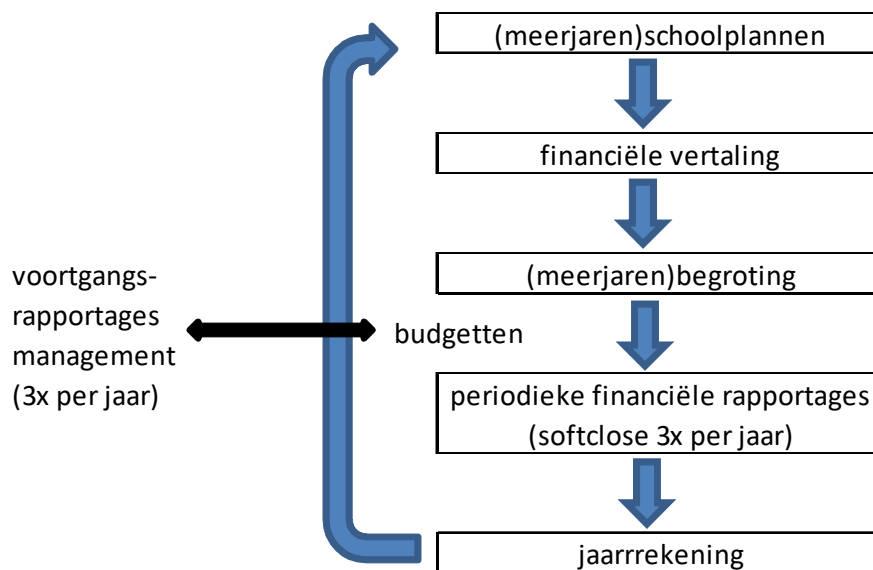 (meerjaren)schoolplannen
financiële vertaling
(meerjaren)begroting
voortgangs-
rapportages
management
(3x per jaar)
budgetten
periodieke financiële rapportages
(softclose 3x per jaar)
jaarrrekening